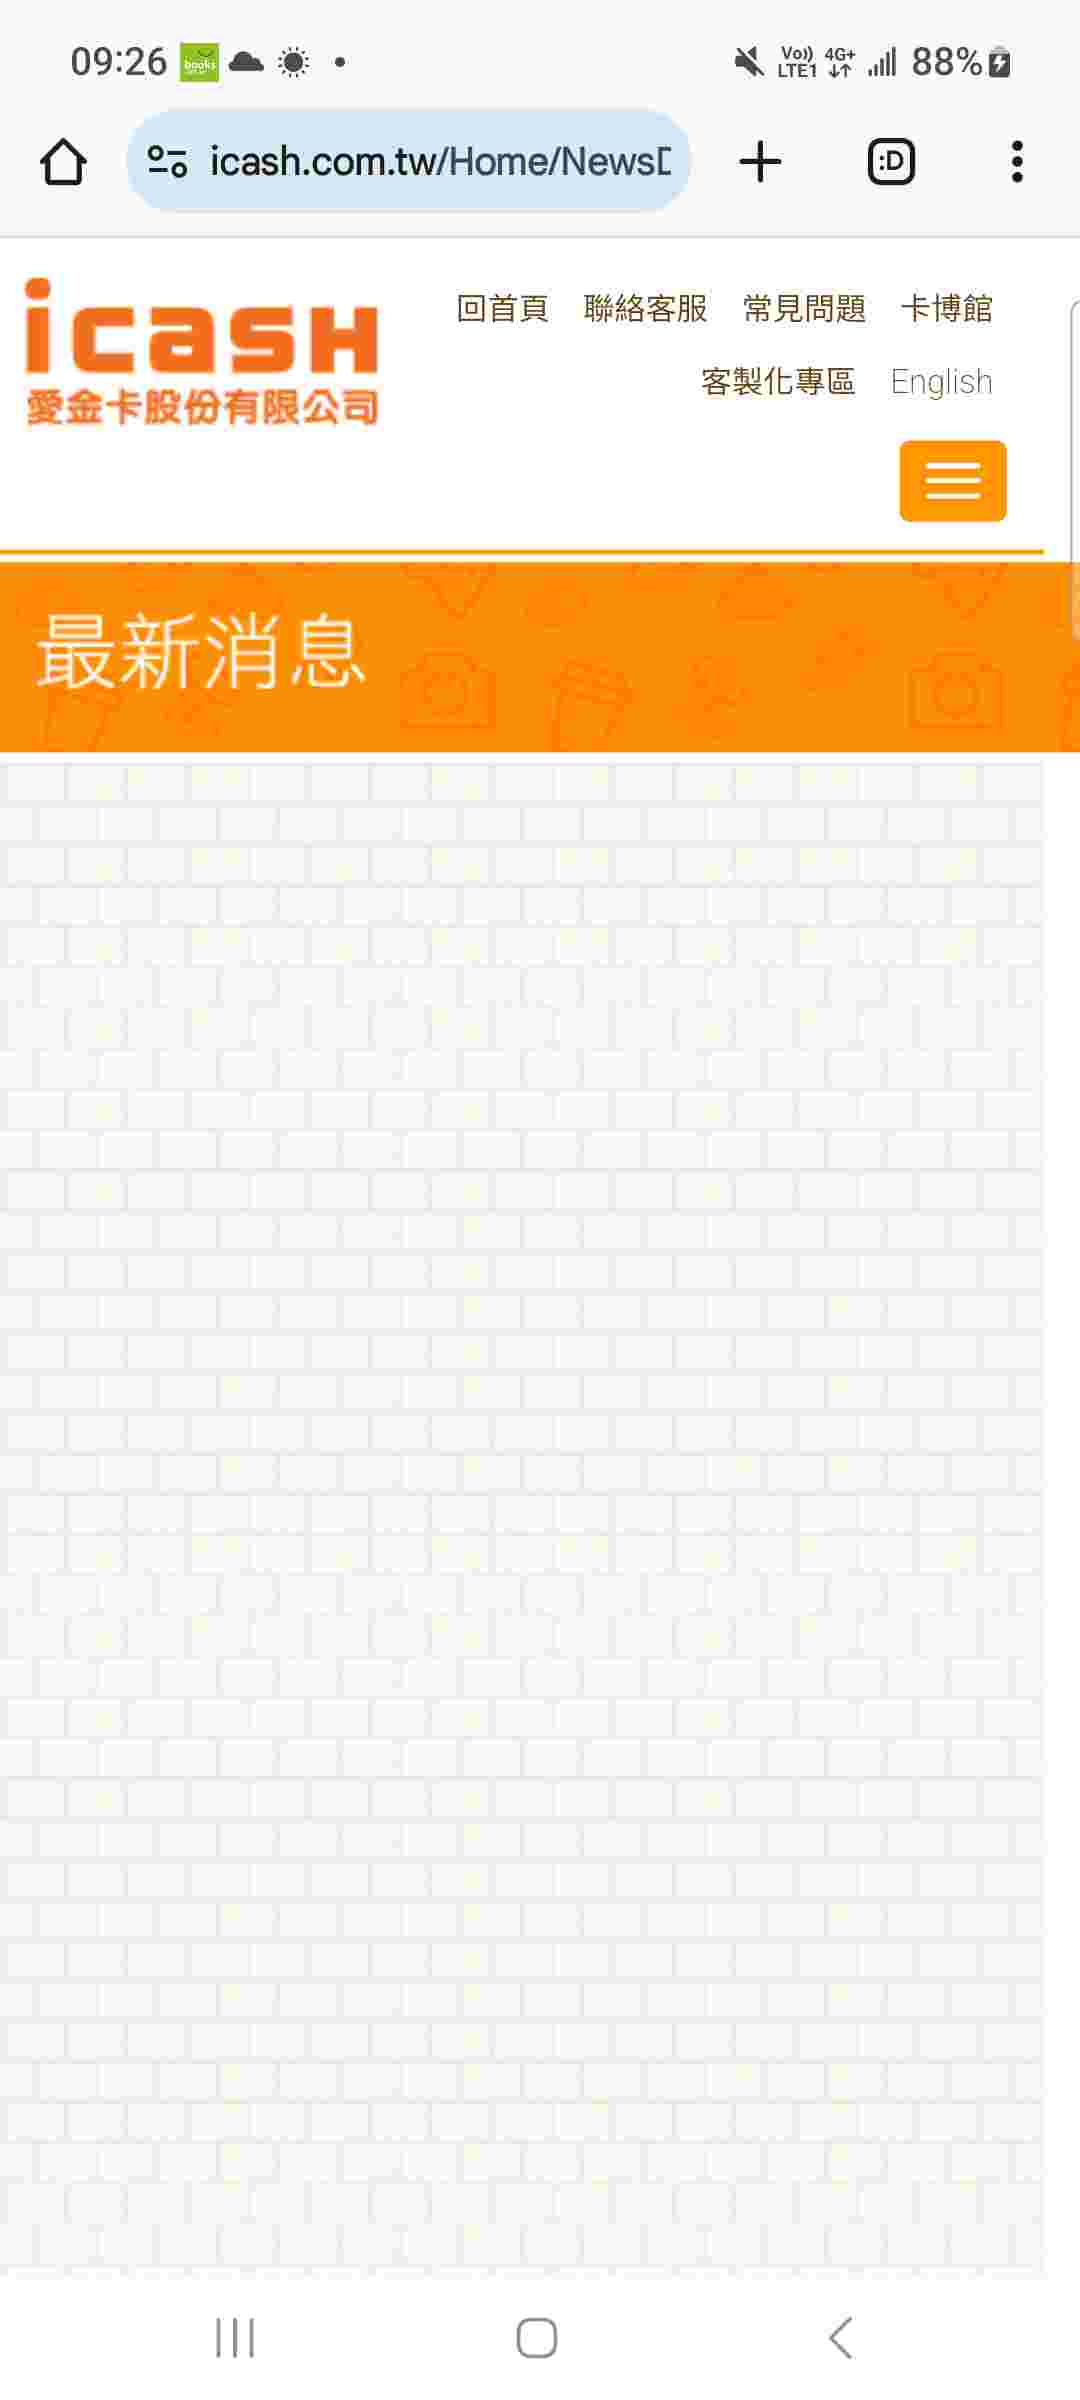 09:26
books
Vo)) LTE1 4G+ 88%
icash.com.tw/Home/NewsD
:D
icash
愛金卡股份有限公司
回首頁 聯絡客服 常見問題 卡博館
客製化專區 English
最新消息